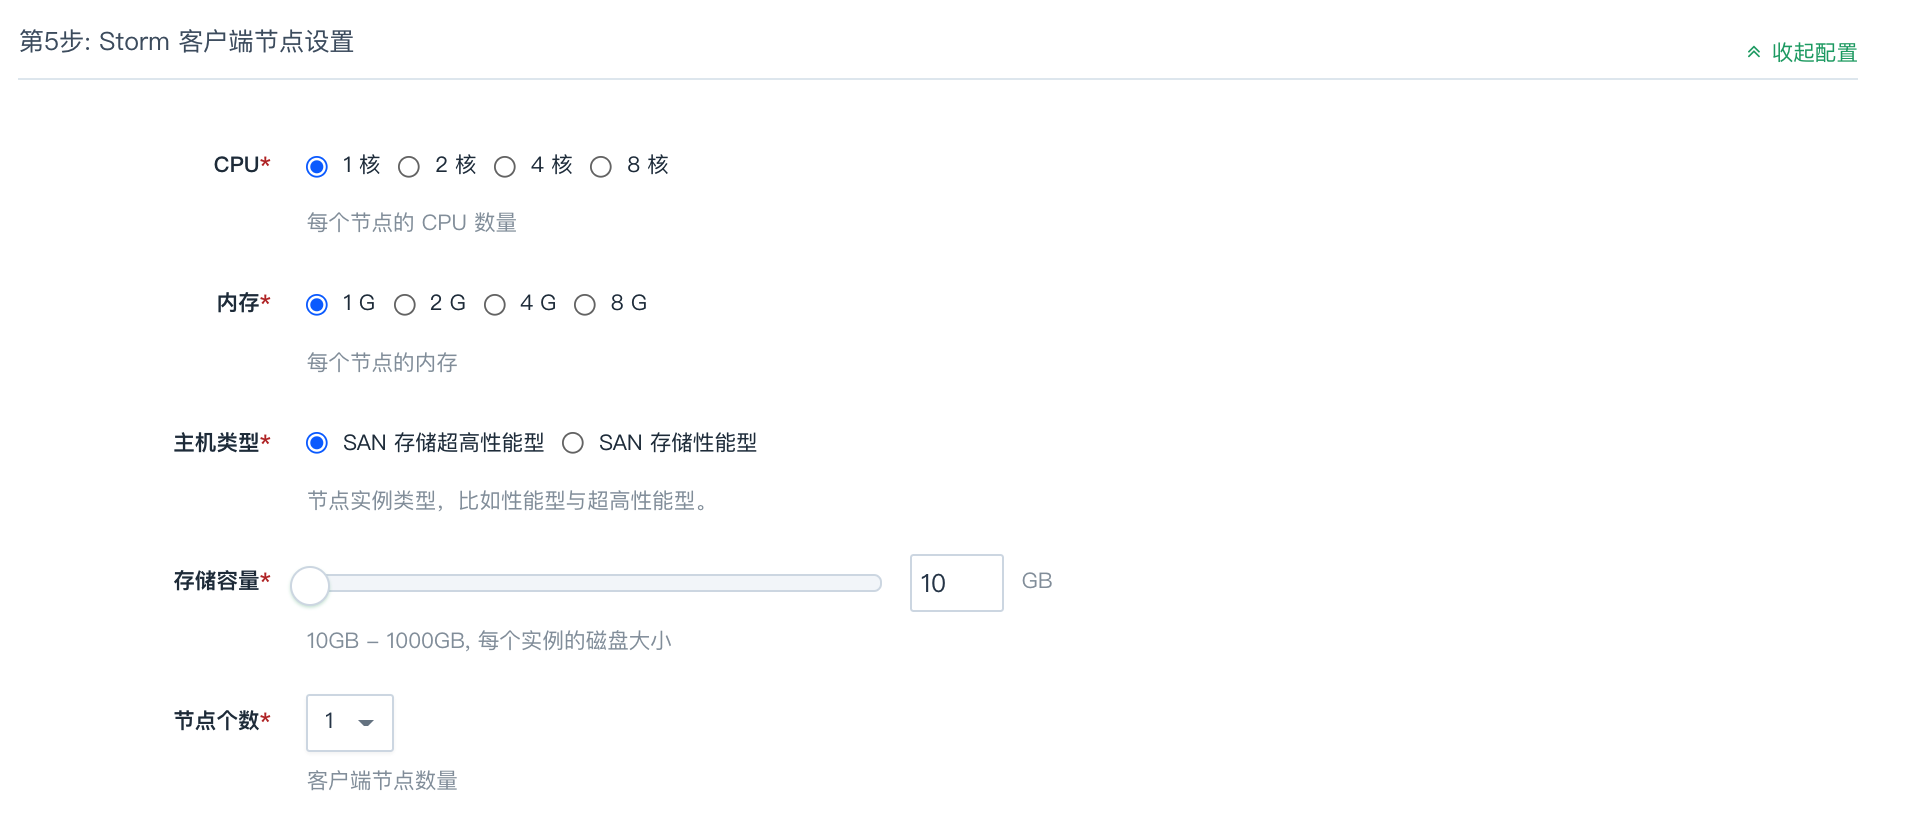 第5步: Storm 客户端节点设置
收起配置
CPU* 1 核 2 核 4 核 8 核
每个节点的 CPU 数量
内存* 1 G 2 G 4 G 8 G
每个节点的内存
主机类型* SAN 存储超高性能型 SAN 存储性能型
节点实例类型，比如性能型与超高性能型。
存储容量* 10 GB
10GB – 1000GB, 每个实例的磁盘大小
节点个数* 1
客户端节点数量